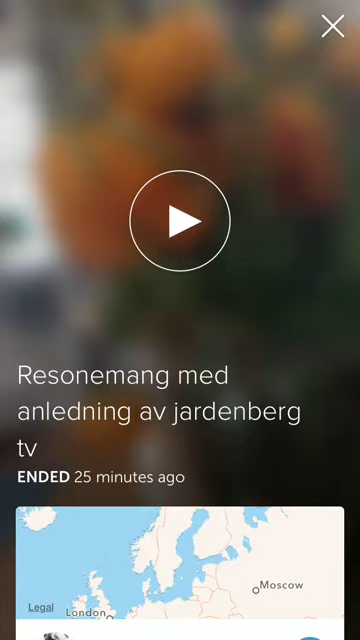 Resonemang med
anledning av jardenberg
tv
ENDED 25 minutes ago
Moscow
Legal
London